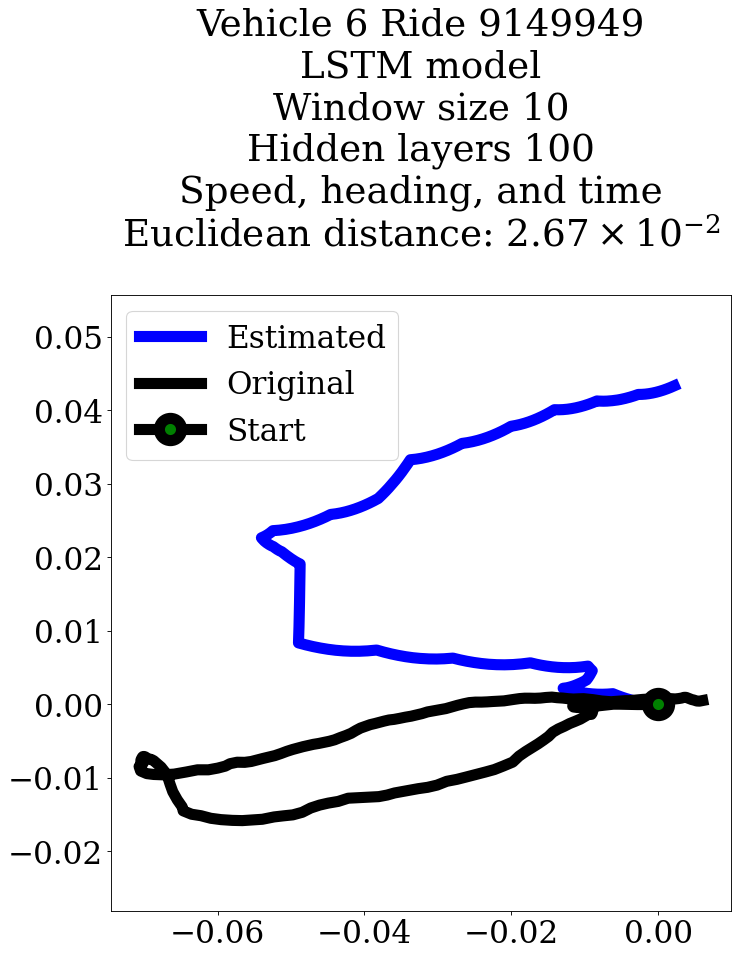 Vehicle 6 Ride 9149949
LSTM model
Window size 10
Hidden layers 100
Speed, heading, and time
Euclidean distance: 2.67 × 10⁻²
Estimated
Original
Start
0.05
0.04
0.03
0.02
0.01
0.00
−0.01
−0.02
−0.06 −0.04 −0.02 0.00